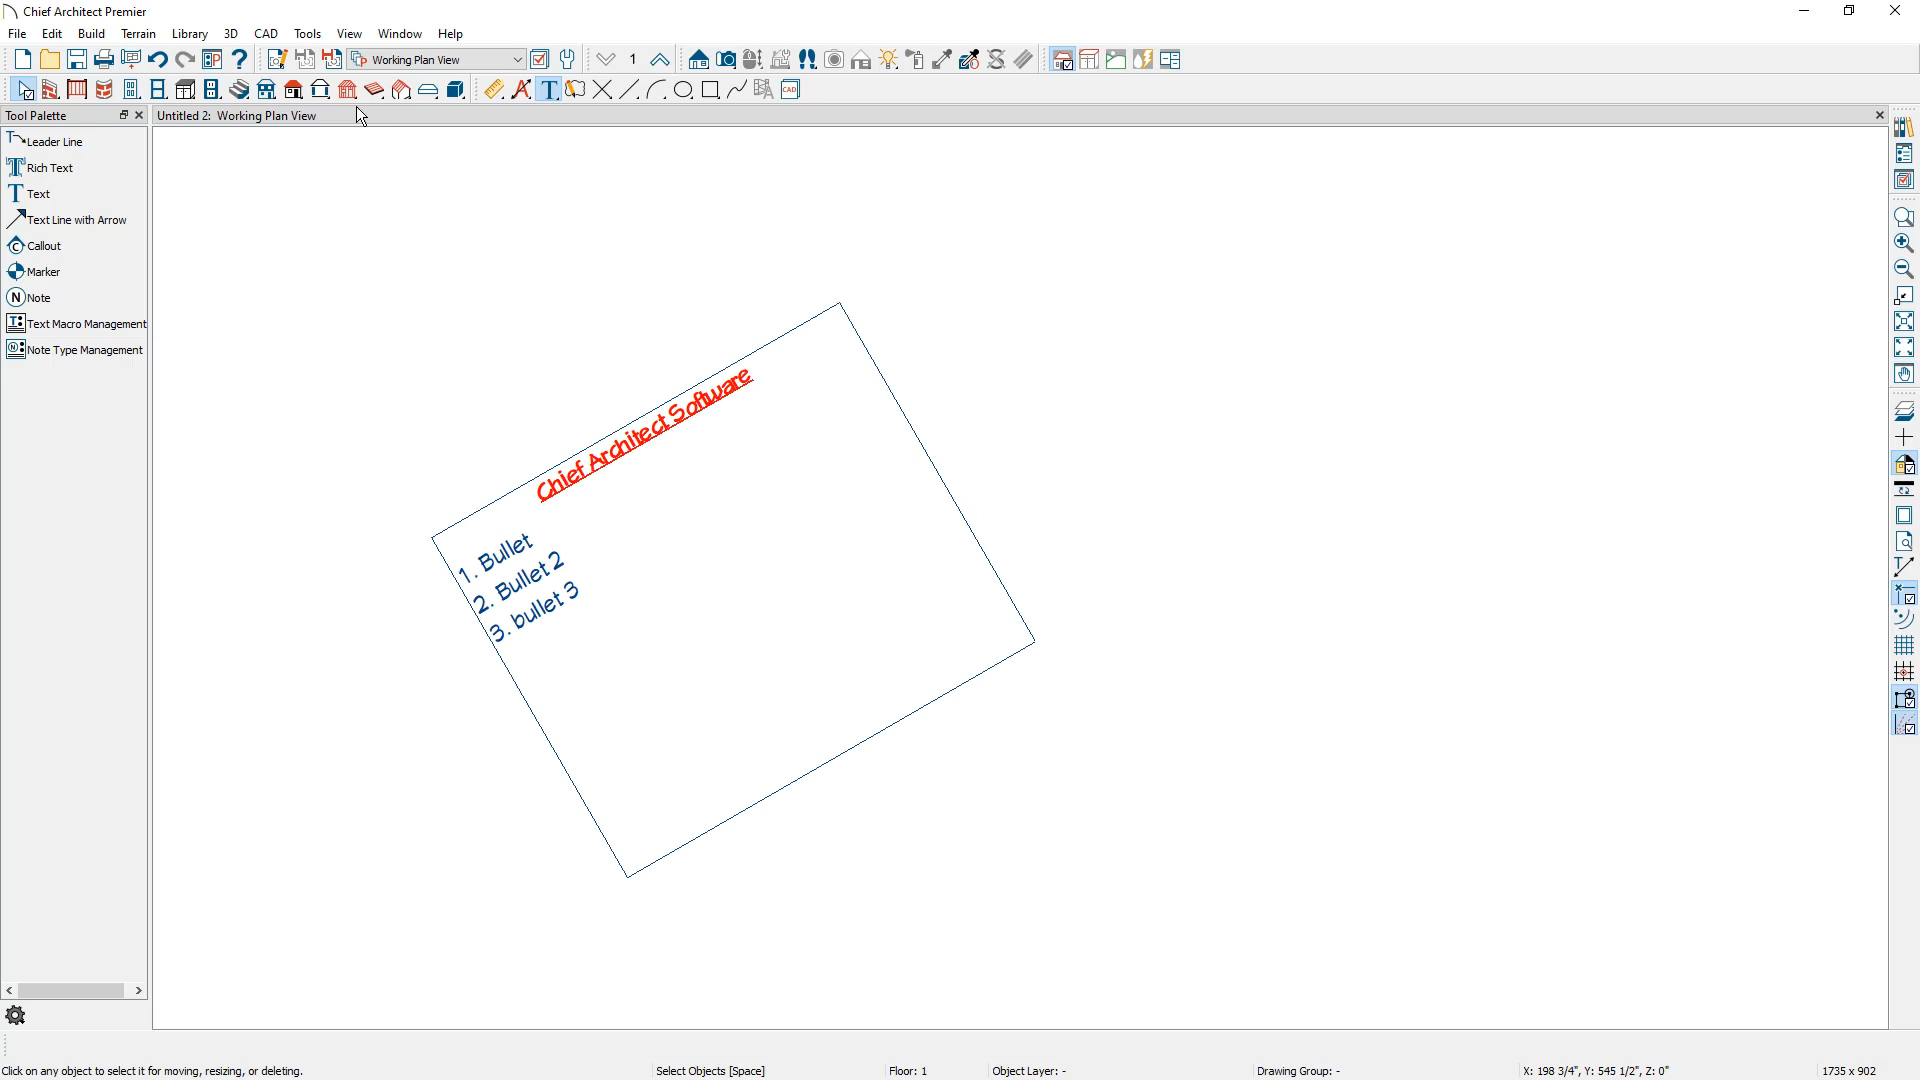 Chief Architect Premier
File Edit Build Terrain Library 3D CAD Tools View Window Help
Working Plan View 1
T CAD
Tool Palette
Untitled 2: Working Plan View
Leader Line
Rich Text
Text
Text Line with Arrow
Callout
Marker
Note
Text Macro Management
Note Type Management
Chief Architect Software
1. Bullet
2. Bullet 2
3. bullet 3
Click on any object to select it for moving, resizing, or deleting. Select Objects [Space] Floor: 1 Object Layer: - Drawing Group: - X: 198 3/4", Y: 545 1/2", Z: 0" 1735 x 902